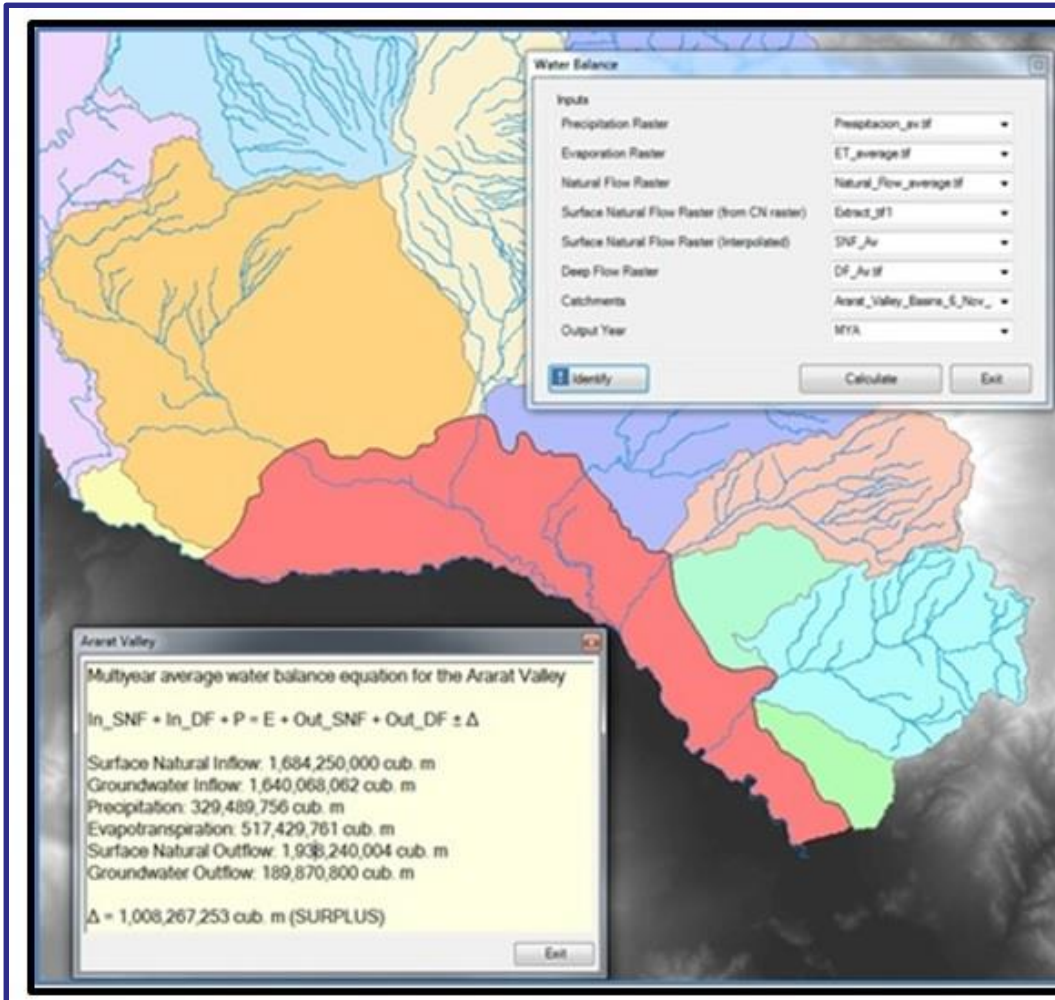 Water Balance
Inputs
Precipitation Raster
Presipitacion_av.tif
Evaporation Raster
ET_average.tif
Natural Flow Raster
Natural_Flow_average.tif
Surface Natural Flow Raster (from CN raster)
Extract_tif1
Surface Natural Flow Raster (Interpolated)
SNF_Av
Deep Flow Raster
DF_Av.tif
Catchments
Ararat_Valley_Basins_6_Nov_
Output Year
MYA
Identify
Calculate
Exit
Ararat Valley
Multiyear average water balance equation for the Ararat Valley
In_SNF + In_DF + P = E + Out_SNF + Out_DF ± Δ
Surface Natural Inflow: 1,684,250,000 cub. m
Groundwater Inflow: 1,640,068,062 cub. m
Precipitation: 329,489,756 cub. m
Evapotranspiration: 517,429,761 cub. m
Surface Natural Outflow: 1,938,240,004 cub. m
Groundwater Outflow: 189,870,800 cub. m
Δ = 1,008,267,253 cub. m (SURPLUS)
Exit